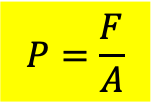 P = F/A